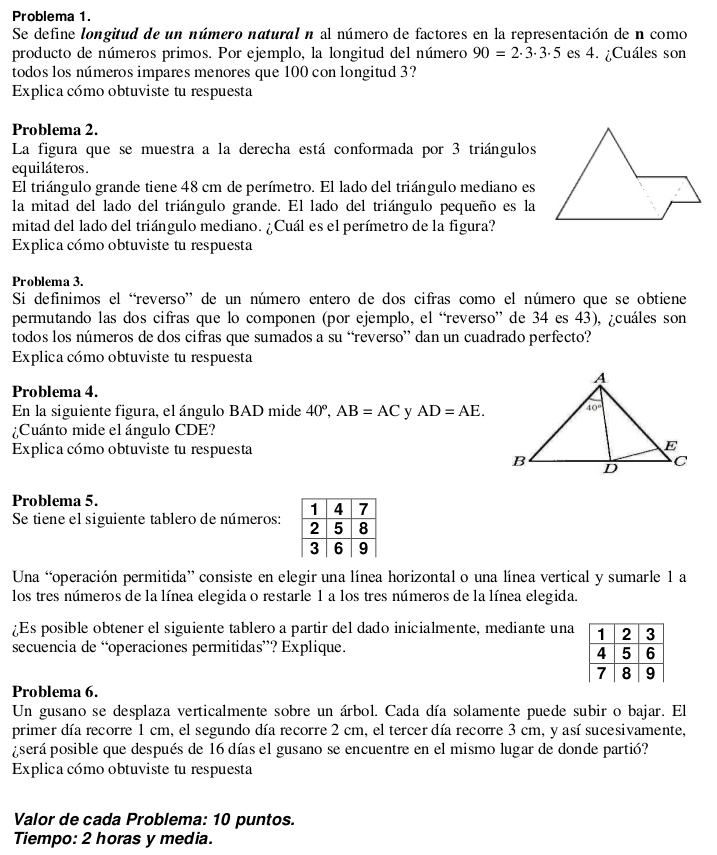 Problema 1.
Se define longitud de un número natural n al número de factores en la representación de n como
producto de números primos. Por ejemplo, la longitud del número 90 = 2·3·3·5 es 4. ¿Cuáles son
todos los números impares menores que 100 con longitud 3?
Explica cómo obtuviste tu respuesta
Problema 2.
La figura que se muestra a la derecha está conformada por 3 triángulos
equiláteros.
El triángulo grande tiene 48 cm de perímetro. El lado del triángulo mediano es
la mitad del lado del triángulo grande. El lado del triángulo pequeño es la
mitad del lado del triángulo mediano. ¿Cuál es el perímetro de la figura?
Explica cómo obtuviste tu respuesta
Problema 3.
Si definimos el “reverso” de un número entero de dos cifras como el número que se obtiene
permutando las dos cifras que lo componen (por ejemplo, el “reverso” de 34 es 43), ¿cuáles son
todos los números de dos cifras que sumados a su “reverso” dan un cuadrado perfecto?
Explica cómo obtuviste tu respuesta
Problema 4.
En la siguiente figura, el ángulo BAD mide 40º, AB = AC y AD = AE.
¿Cuánto mide el ángulo CDE?
Explica cómo obtuviste tu respuesta
A
40º
E
B
C
D
Problema 5.
Se tiene el siguiente tablero de números:
1 4 7
2 5 8
3 6 9
Una “operación permitida” consiste en elegir una línea horizontal o una línea vertical y sumarle 1 a
los tres números de la línea elegida o restarle 1 a los tres números de la línea elegida.
¿Es posible obtener el siguiente tablero a partir del dado inicialmente, mediante una
secuencia de “operaciones permitidas”? Explique.
1 2 3
4 5 6
7 8 9
Problema 6.
Un gusano se desplaza verticalmente sobre un árbol. Cada día solamente puede subir o bajar. El
primer día recorre 1 cm, el segundo día recorre 2 cm, el tercer día recorre 3 cm, y así sucesivamente,
¿será posible que después de 16 días el gusano se encuentre en el mismo lugar de donde partió?
Explica cómo obtuviste tu respuesta
Valor de cada Problema: 10 puntos.
Tiempo: 2 horas y media.